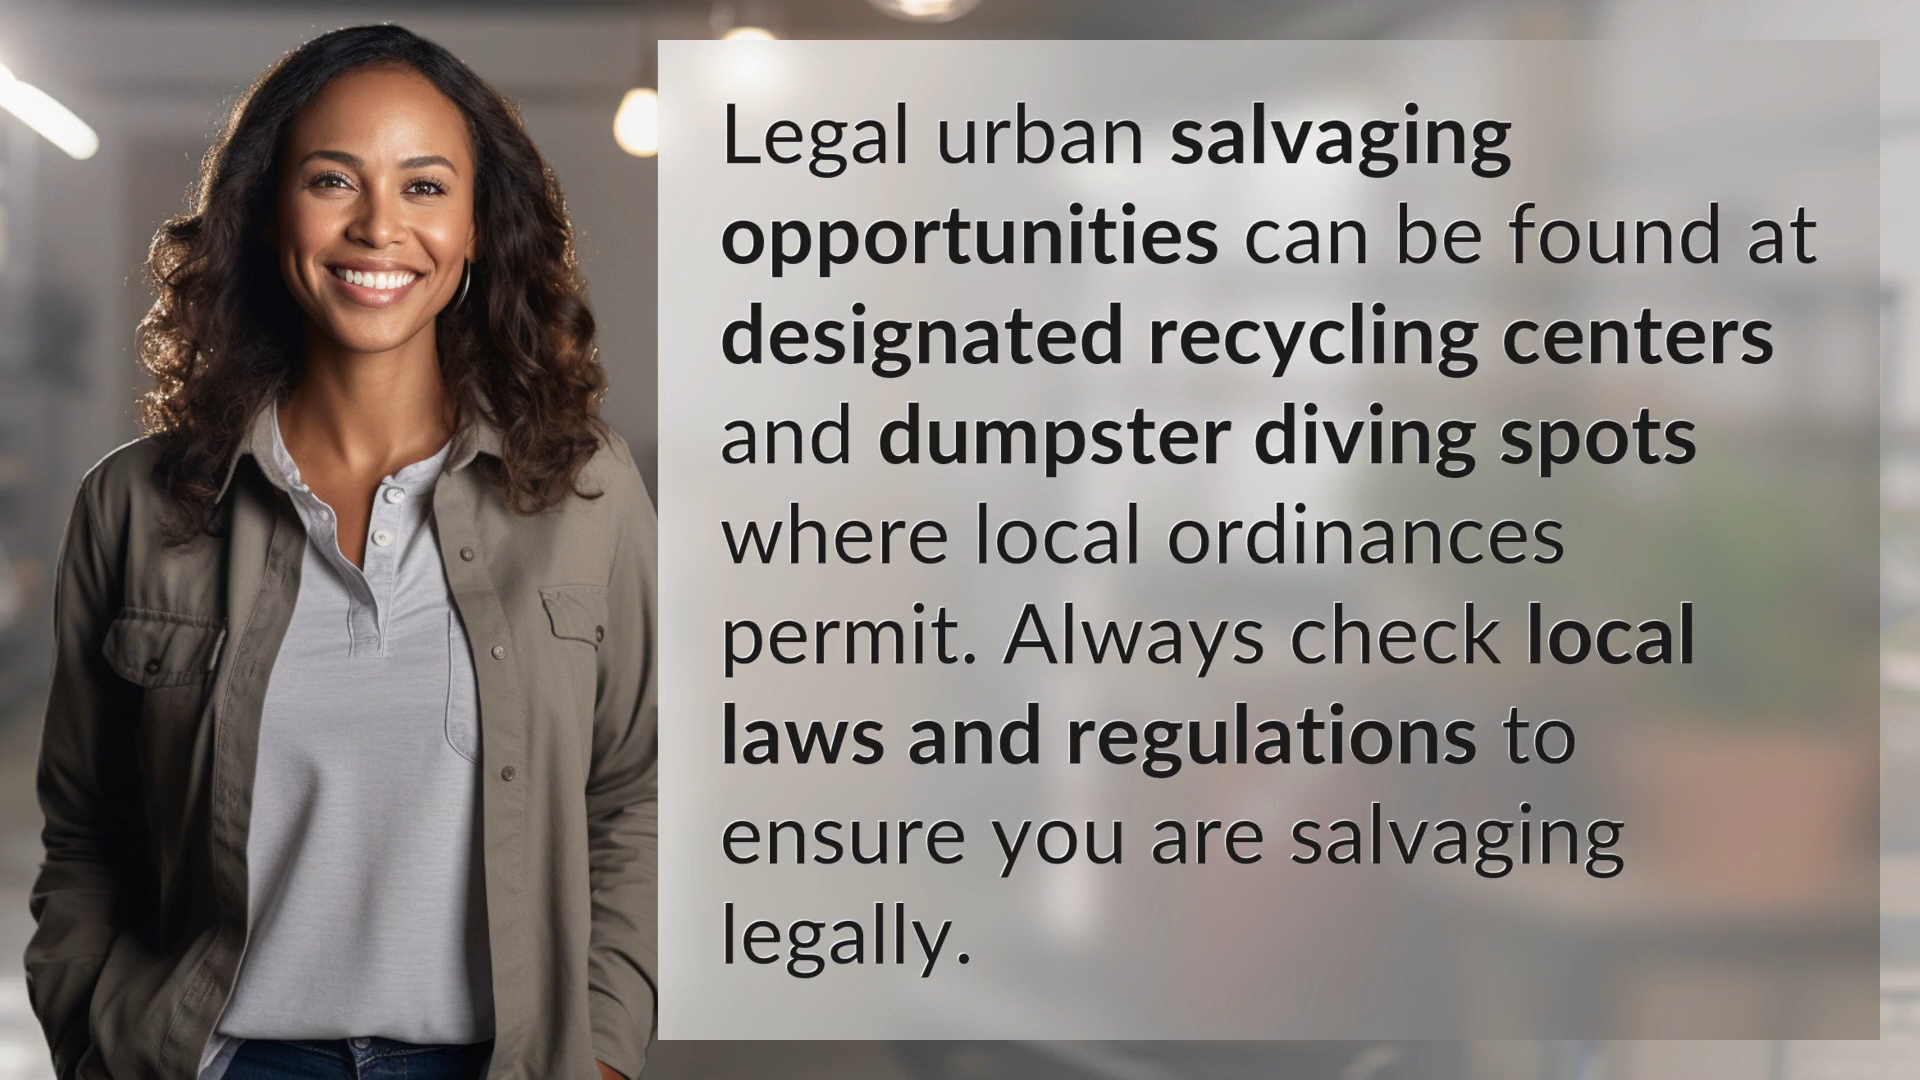 Legal urban salvaging
opportunities can be found at
designated recycling centers
and dumpster diving spots
where local ordinances
permit. Always check local
laws and regulations to
ensure you are salvaging
legally.